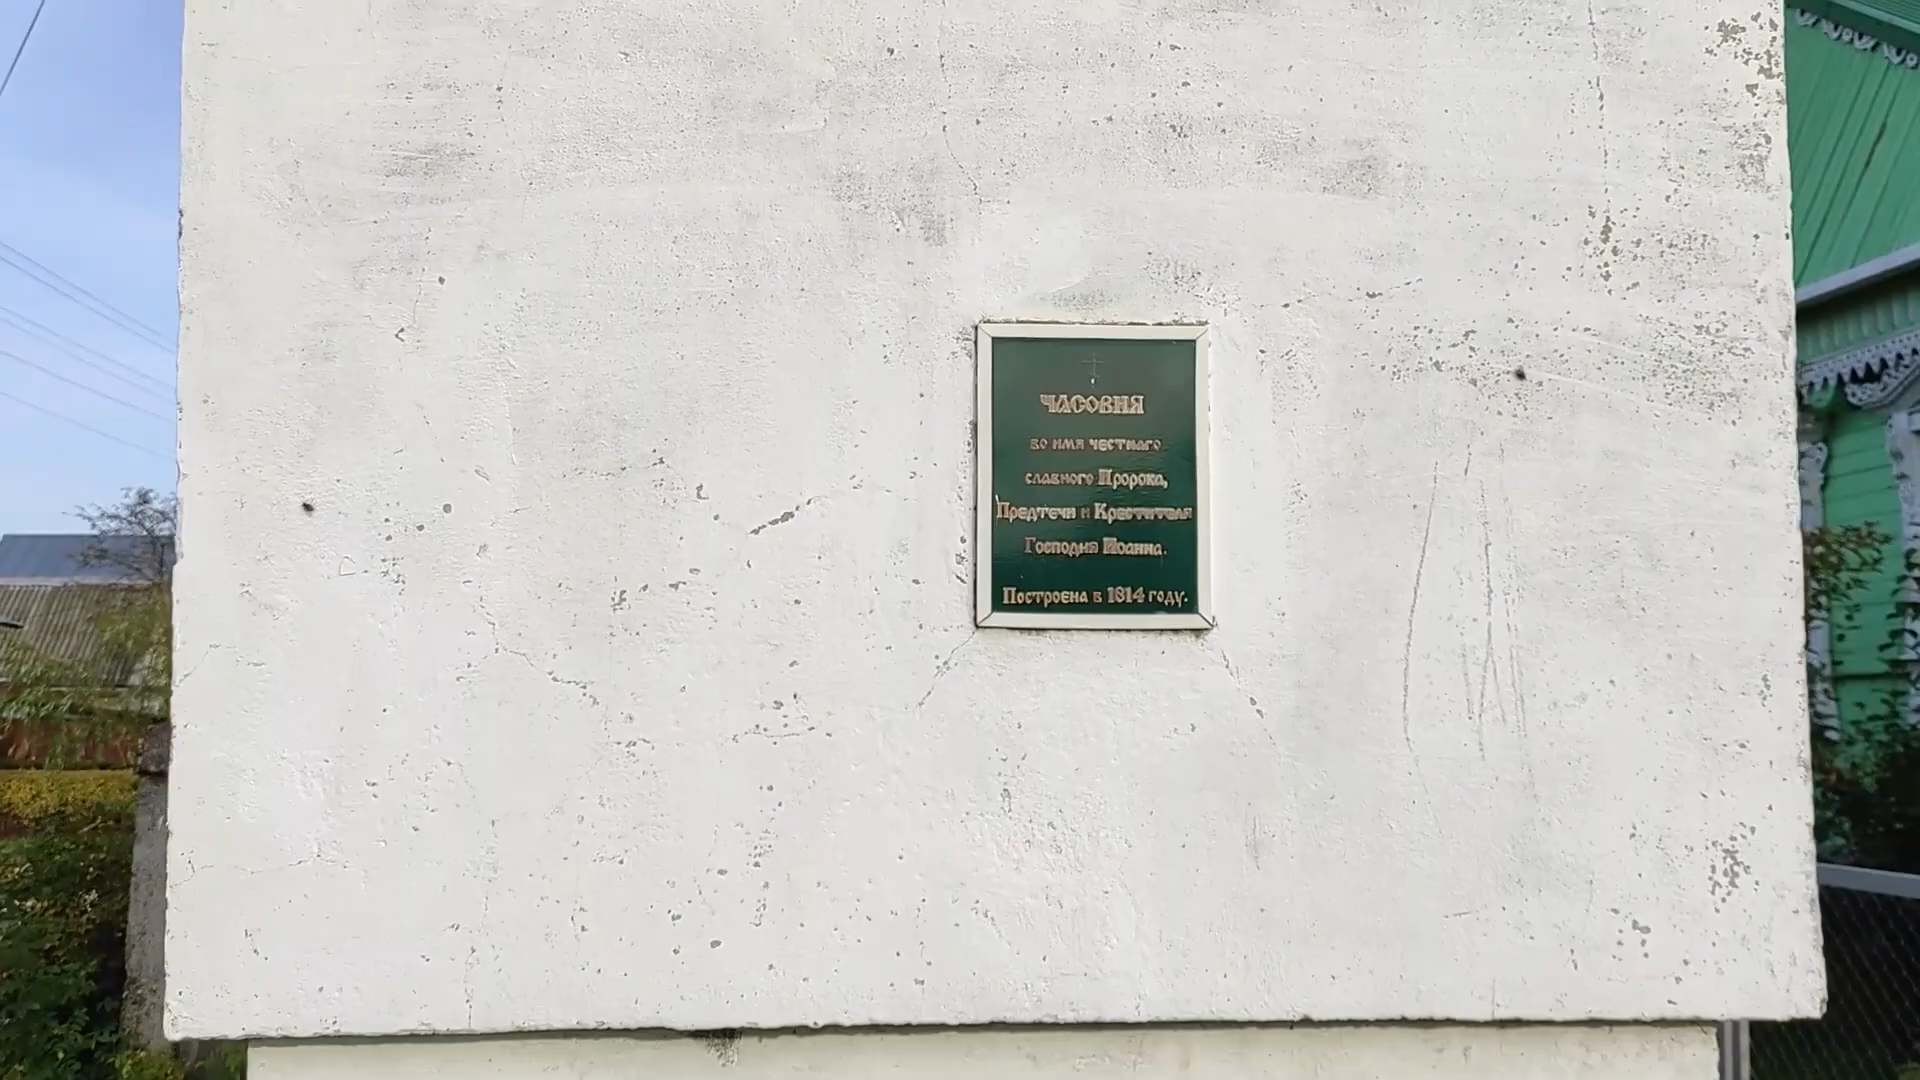 ЧАСОВНЯ
во имя честнаго
славного Пророка,
Предтечи и Крестителя
Господня Иоанна.
Построена в 1814 году.